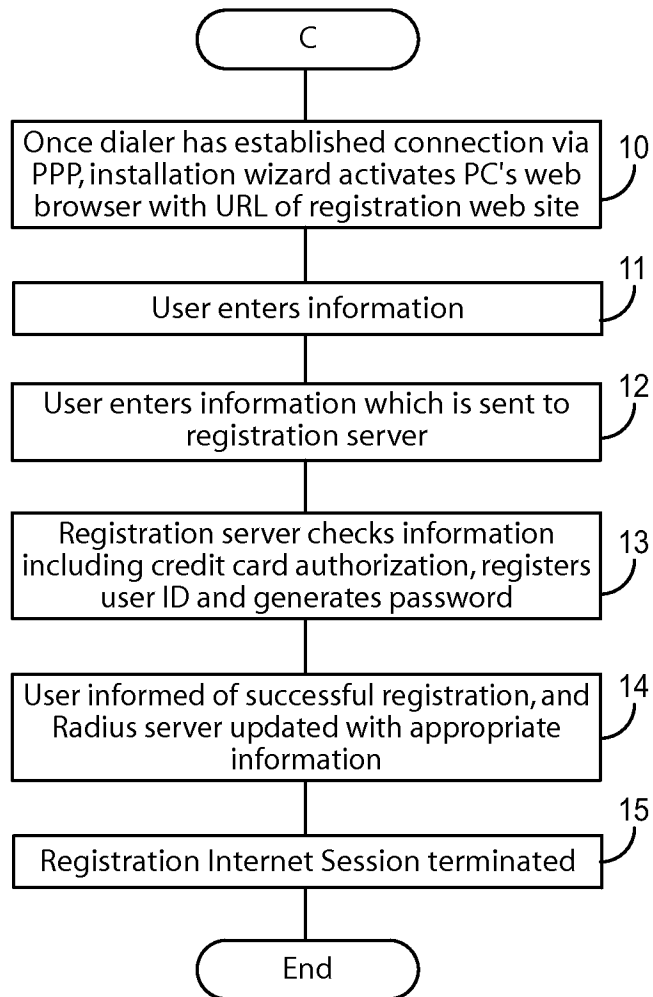 C
Once dialer has established connection via
PPP, installation wizard activates PC's web
browser with URL of registration web site
10
User enters information
11
User enters information which is sent to
registration server
12
Registration server checks information
including credit card authorization, registers
user ID and generates password
13
User informed of successful registration, and
Radius server updated with appropriate
information
14
Registration Internet Session terminated
15
End